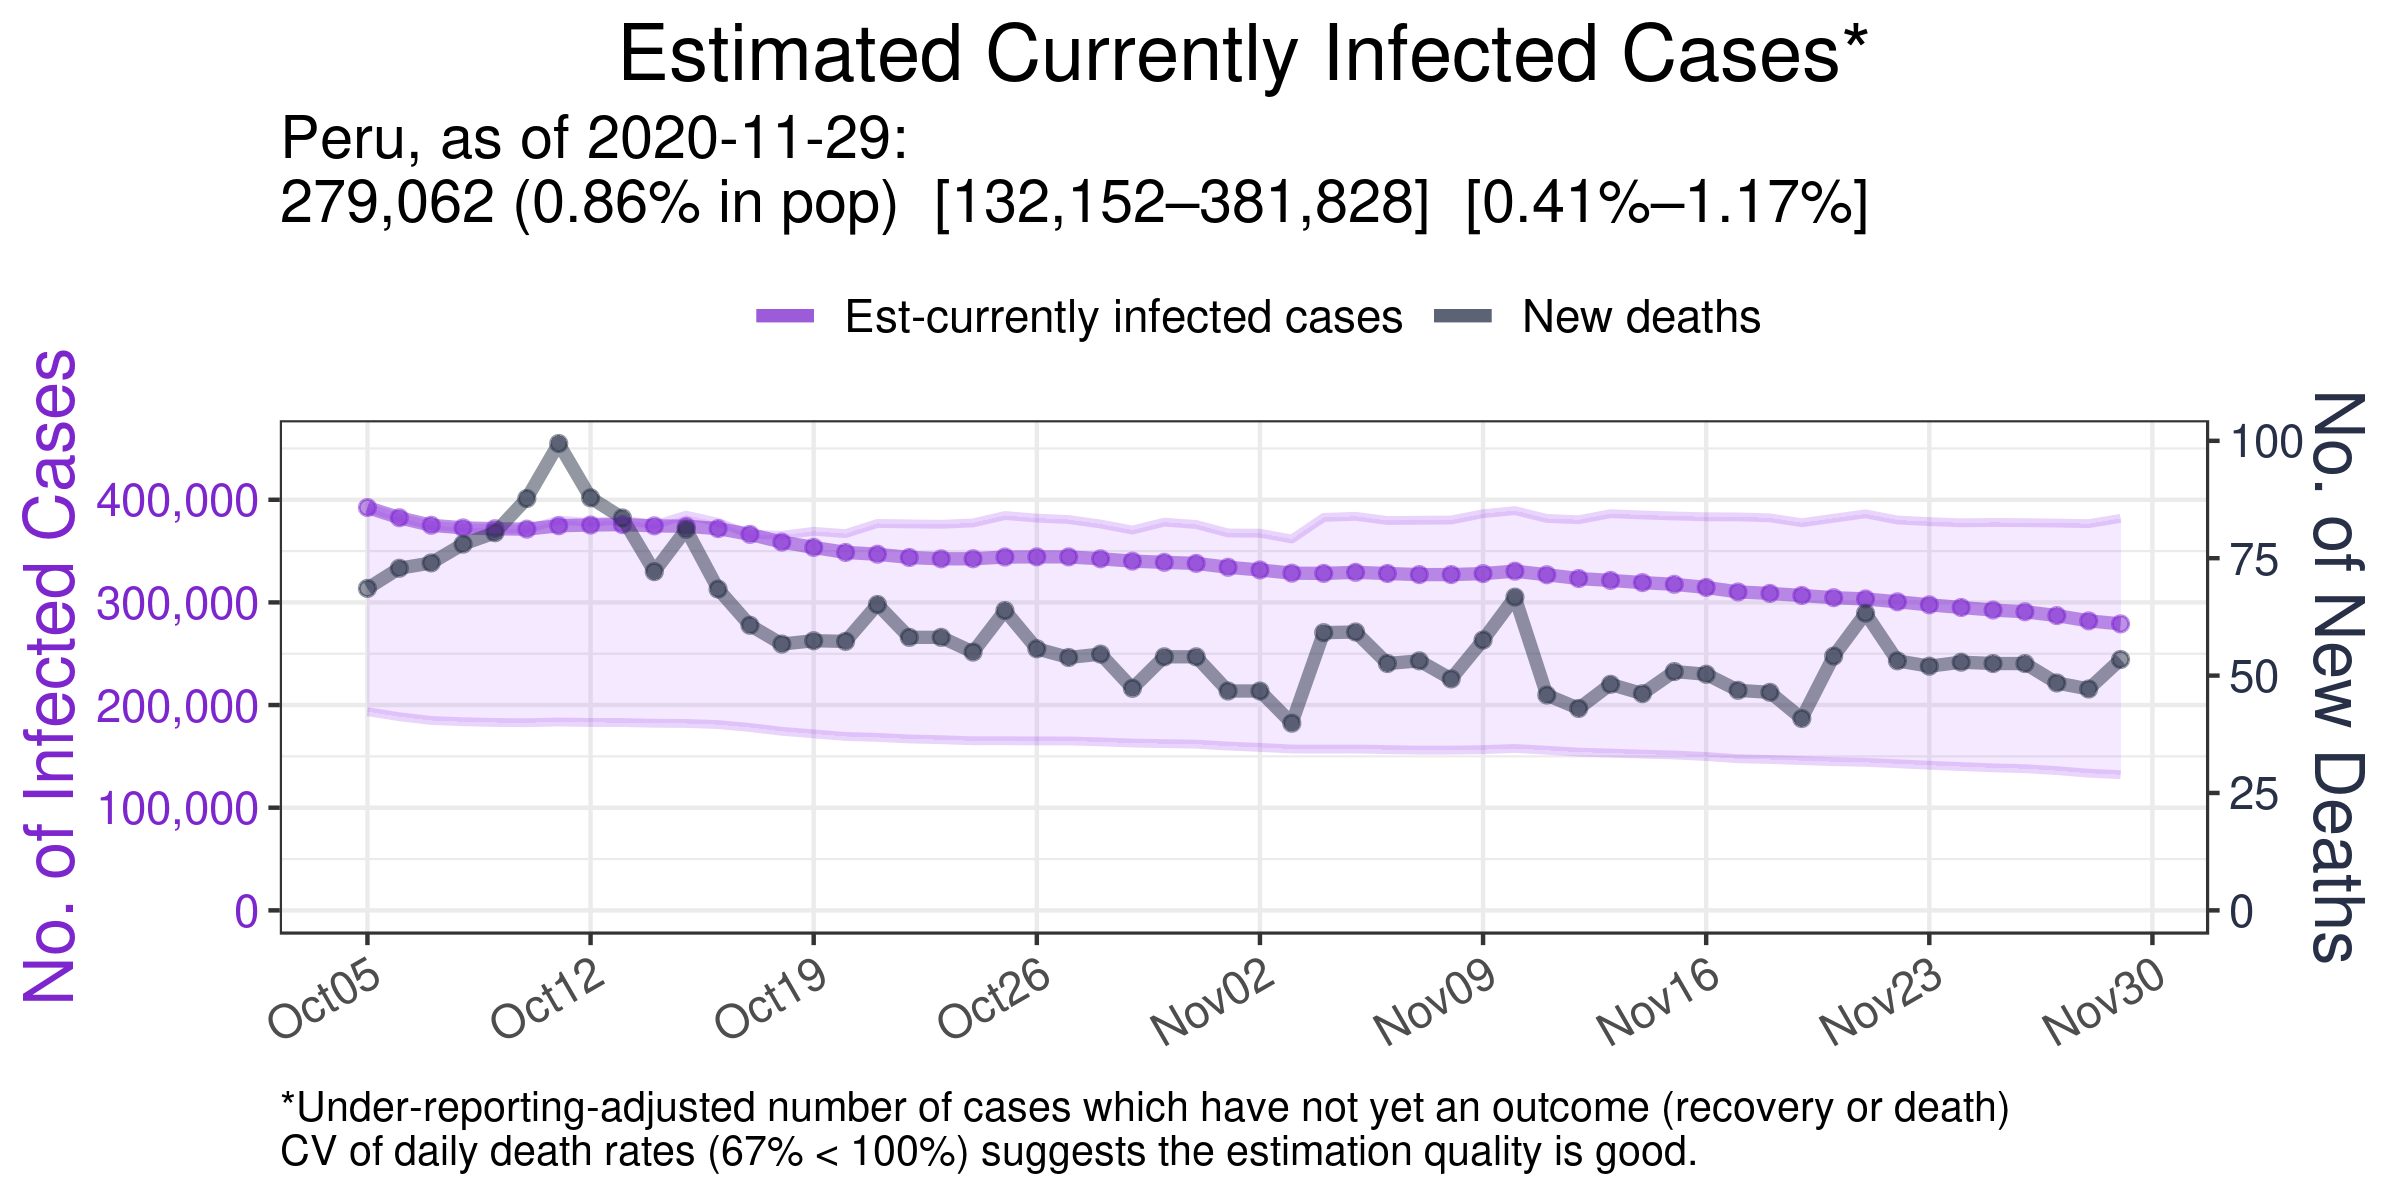 Estimated Currently Infected Cases*
Peru, as of 2020-11-29:
279,062 (0.86% in pop) [132,152–381,828] [0.41%–1.17%]
Est-currently infected cases
New deaths
No. of Infected Cases
400,000
300,000
200,000
100,000
0
100
75
50
25
0
No. of New Deaths
Oct05
Oct12
Oct19
Oct26
Nov02
Nov09
Nov16
Nov23
Nov30
*Under-reporting-adjusted number of cases which have not yet an outcome (recovery or death)
CV of daily death rates (67% < 100%) suggests the estimation quality is good.